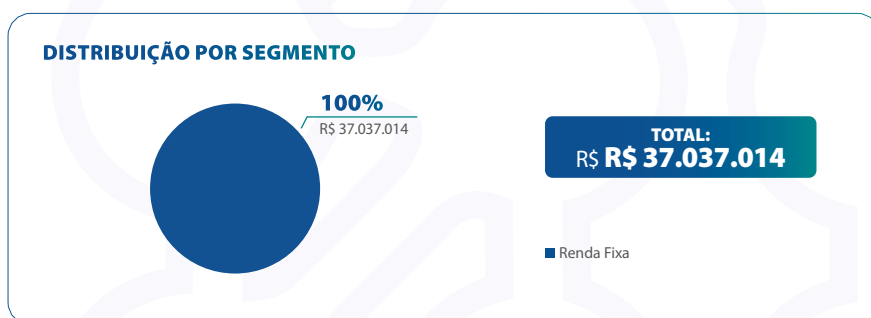 DISTRIBUIÇÃO POR SEGMENTO
100%
R$ 37.037.014
TOTAL:
R$ R$ 37.037.014
Renda Fixa